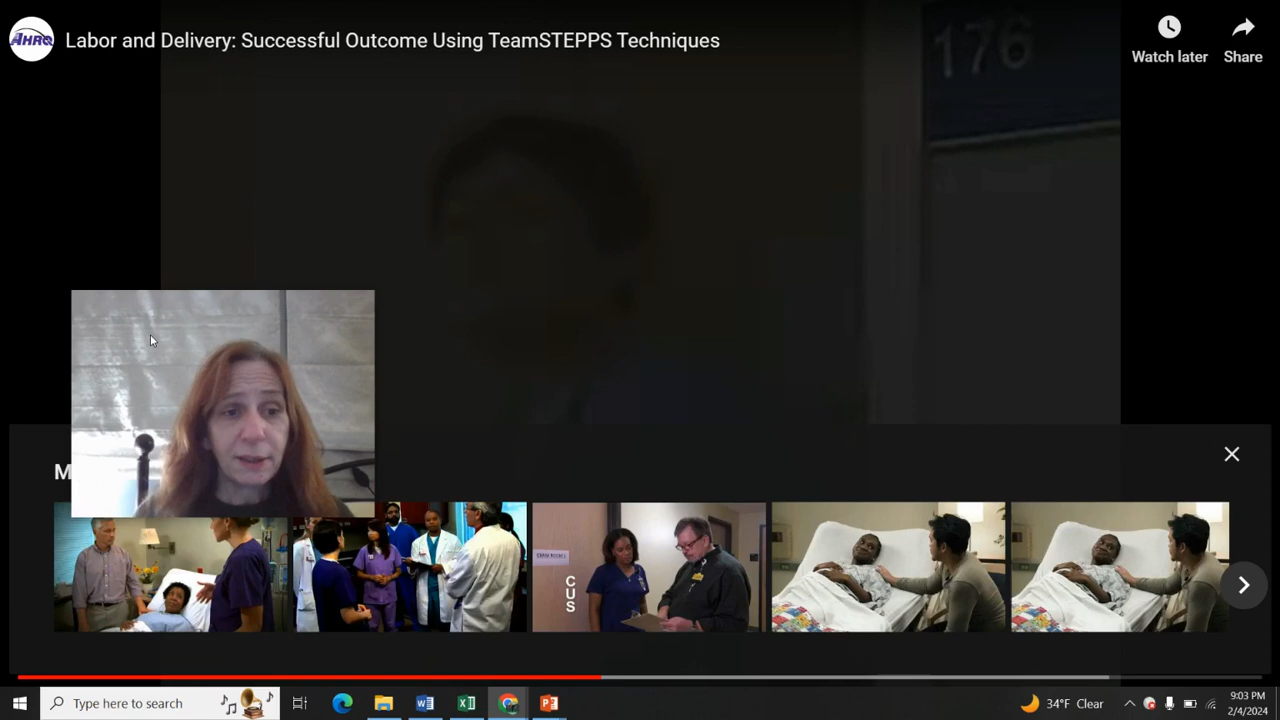 AHRQ
Labor and Delivery: Successful Outcome Using TeamSTEPPS Techniques
176
Watch later
Share
M
C
U
S
Type here to search
34°F Clear
9:03 PM
2/4/2024